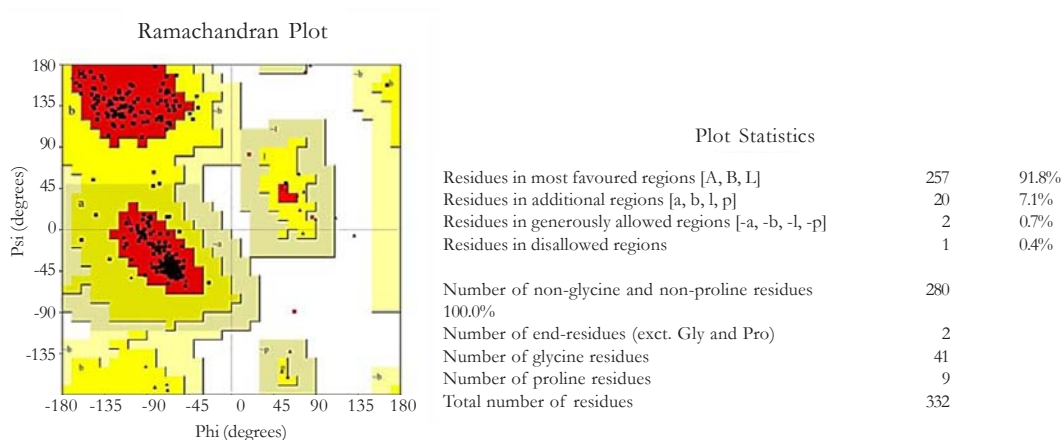 Ramachandran Plot
180
135
90
45
0
-45
-90
-135
Psi (degrees)
-180 -135 -90 -45 0 45 90 135 180
Phi (degrees)
b
a
-b
-a
-l
l
-b
b
-p
-b
-b
Plot Statistics
Residues in most favoured regions [A, B, L] 257 91.8%
Residues in additional regions [a, b, l, p] 20 7.1%
Residues in generously allowed regions [-a, -b, -l, -p] 2 0.7%
Residues in disallowed regions 1 0.4%
Number of non-glycine and non-proline residues 280
100.0%
Number of end-residues (exct. Gly and Pro) 2
Number of glycine residues 41
Number of proline residues 9
Total number of residues 332